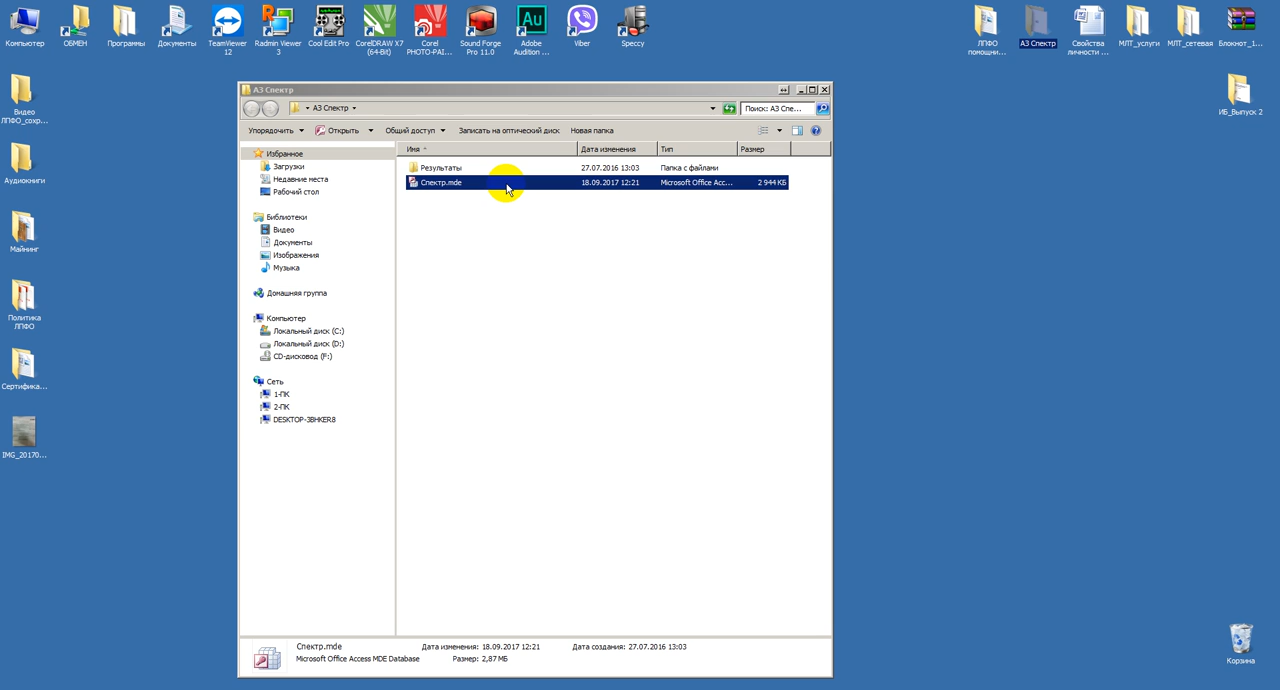 Компьютер
ОБМЕН
Программы
Документы
TeamViewer
12
Radmin Viewer
3
Cool Edit Pro
CorelDRAW X7
(64-Bit)
Corel
PHOTO-PAI...
Sound Forge
Pro 11.0
Adobe
Audition ...
Viber
Speccy
ЛПФО
помощни...
АЗ Спектр
Свойства
личности ...
МЛТ_услуги
МЛТ_сетевая
Блокнот_1...
Видео
ЛПФО_сохр...
Аудиокниги
Майнинг
Политика
ЛПФО
Сертифика...
IMG_20170...
ИБ_Выпуск 2
Корзина
АЗ Спектр
АЗ Спектр
Поиск: АЗ Спе...
Упорядочить
Открыть
Общий доступ
Записать на оптический диск
Новая папка
Избранное
Загрузки
Недавние места
Рабочий стол
Библиотеки
Видео
Документы
Изображения
Музыка
Домашняя группа
Компьютер
Локальный диск (C:)
Локальный диск (D:)
CD-дисковод (F:)
Сеть
1-ПК
2-ПК
DESKTOP-3BHKER8
Имя Дата изменения Тип Размер
Результаты 27.07.2016 13:03 Папка с файлами
Спектр.mde 18.09.2017 12:21 Microsoft Office Acc... 2 944 КБ
Спектр.mde Дата изменения: 18.09.2017 12:21 Дата создания: 27.07.2016 13:03
Microsoft Office Access MDE Database Размер: 2,87 МБ